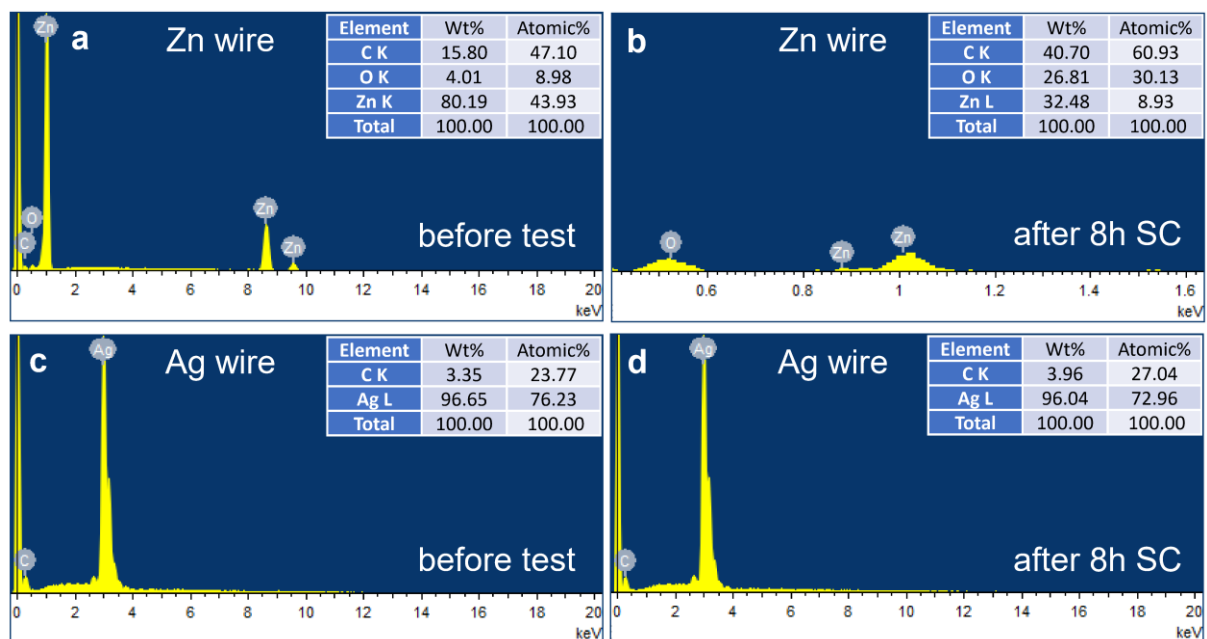 a
Zn wire
Zn
O
C
Zn
Zn
Element Wt% Atomic%
C K 15.80 47.10
O K 4.01 8.98
Zn K 80.19 43.93
Total 100.00 100.00
before test
0 2 4 6 8 10 12 14 16 18 20
keV
b
Zn wire
O
Zn
Zn
Element Wt% Atomic%
C K 40.70 60.93
O K 26.81 30.13
Zn L 32.48 8.93
Total 100.00 100.00
after 8h SC
0.6 0.8 1 1.2 1.4 1.6
keV
c
Ag wire
Ag
C
Element Wt% Atomic%
C K 3.35 23.77
Ag L 96.65 76.23
Total 100.00 100.00
before test
0 2 4 6 8 10 12 14 16 18 20
keV
d
Ag wire
Ag
C
Element Wt% Atomic%
C K 3.96 27.04
Ag L 96.04 72.96
Total 100.00 100.00
after 8h SC
0 2 4 6 8 10 12 14 16 18 20
keV